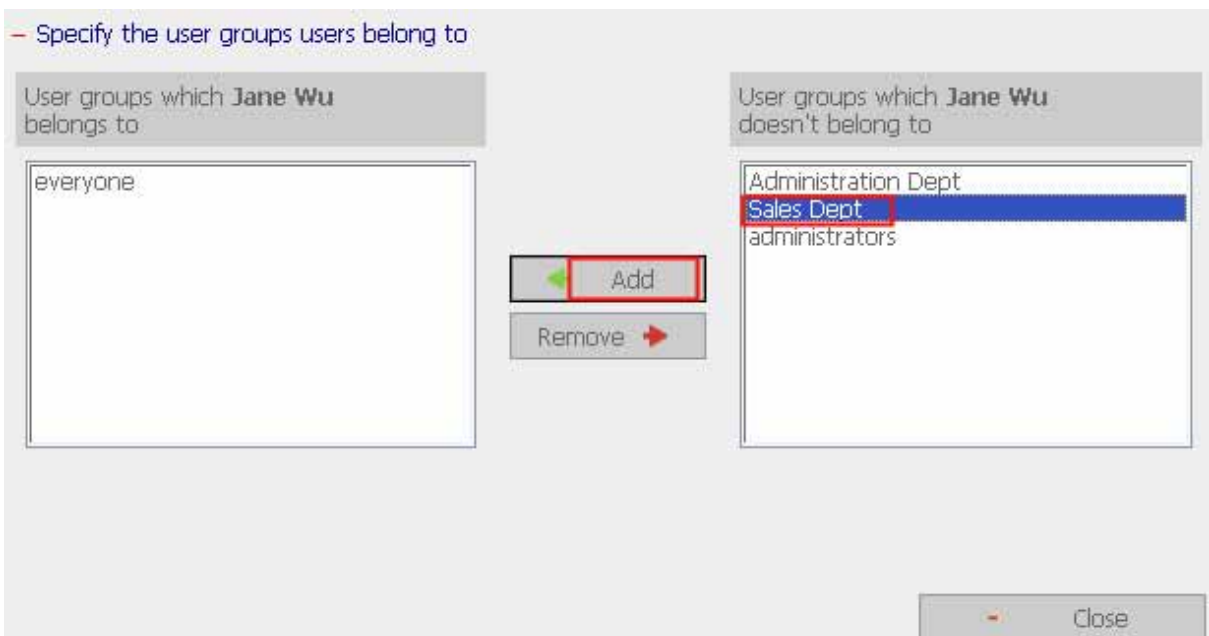 – Specify the user groups users belong to
User groups which Jane Wu
belongs to
everyone
Add
Remove
User groups which Jane Wu
doesn't belong to
Administration Dept
Sales Dept
administrators
- Close